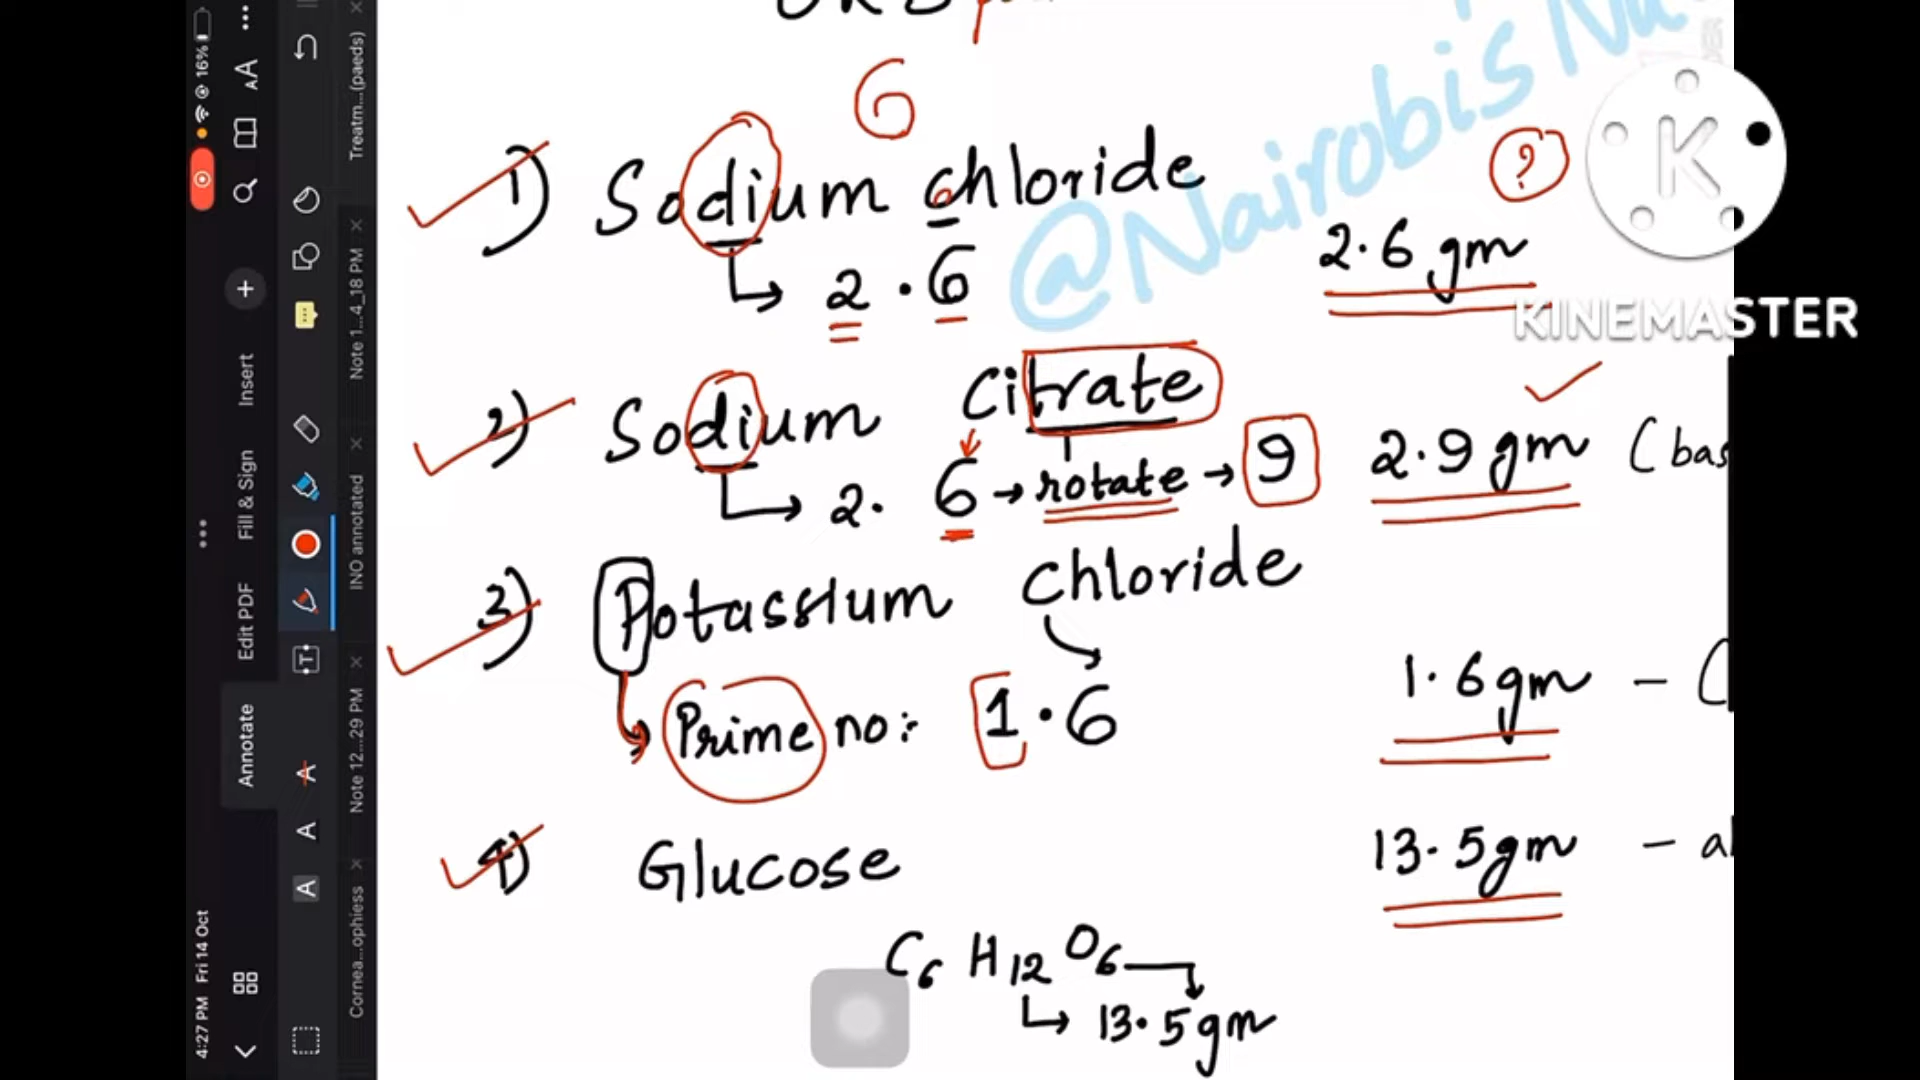 6
1) Sodium chloride
?
↳ 2.6
2.6 gm
@Nairobis
KINEMASTER
2) Sodium Citrate
↳ 2. 6 → rotate → 9
2.9 gm (bas
3) Potassium Chloride
Prime no:- 1.6
1.6gm - (
4) Glucose
13.5gm - al
C6 H12 O6
↳ 13.5gm
4:27 PM Fri 14 Oct
16%
AA
Insert
Fill & Sign
Edit PDF
Annotate
T
A
A
A
Treatm...(paeds)
Note 1...4_18 PM
INO annotated
Note 12...29 PM
Cornea...ophiess
K